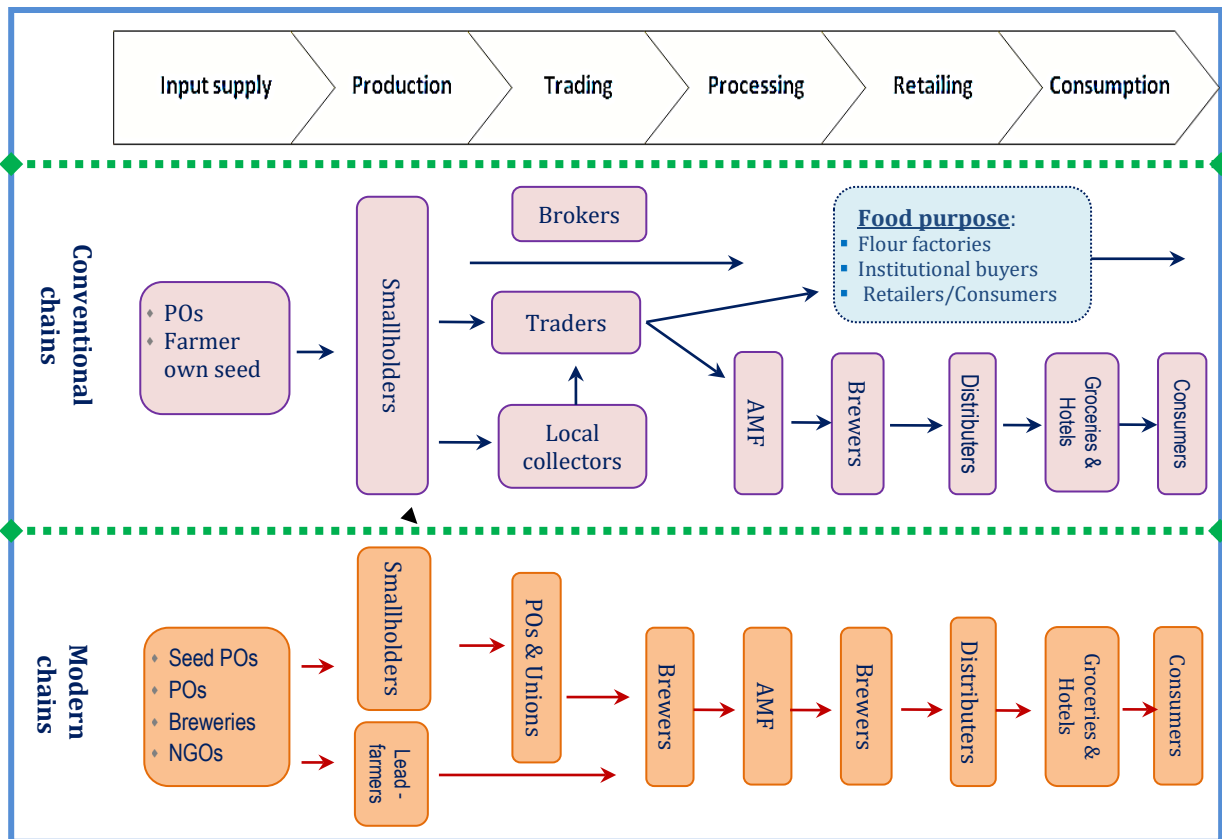 Input supply
Production
Trading
Processing
Retailing
Consumption
Conventional
chains
POs
Farmer
own seed
Smallholders
Brokers
Traders
Local
collectors
Food purpose:
Flour factories
Institutional buyers
Retailers/Consumers
AMF
Brewers
Distributers
Groceries &
Hotels
Consumers
Modern
chains
Seed POs
POs
Breweries
NGOs
Smallholders
Lead -
farmers
POs & Unions
Brewers
AMF
Brewers
Distributers
Groceries &
Hotels
Consumers